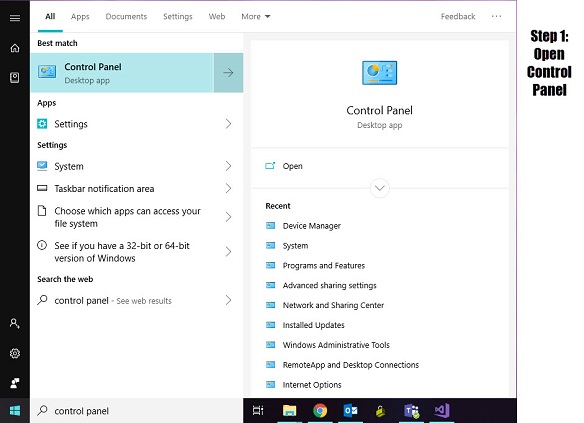 All Apps Documents Settings Web More Feedback ...
Best match
Control Panel
Desktop app
Apps
Settings
Settings
System
Taskbar notification area
Choose which apps can access your
file system
See if you have a 32-bit or 64-bit
version of Windows
Search the web
control panel - See web results
control panel
Control Panel
Desktop app
Open
Recent
Device Manager
System
Programs and Features
Advanced sharing settings
Network and Sharing Center
Installed Updates
Windows Administrative Tools
RemoteApp and Desktop Connections
Internet Options
Step 1:
Open
Control
Panel